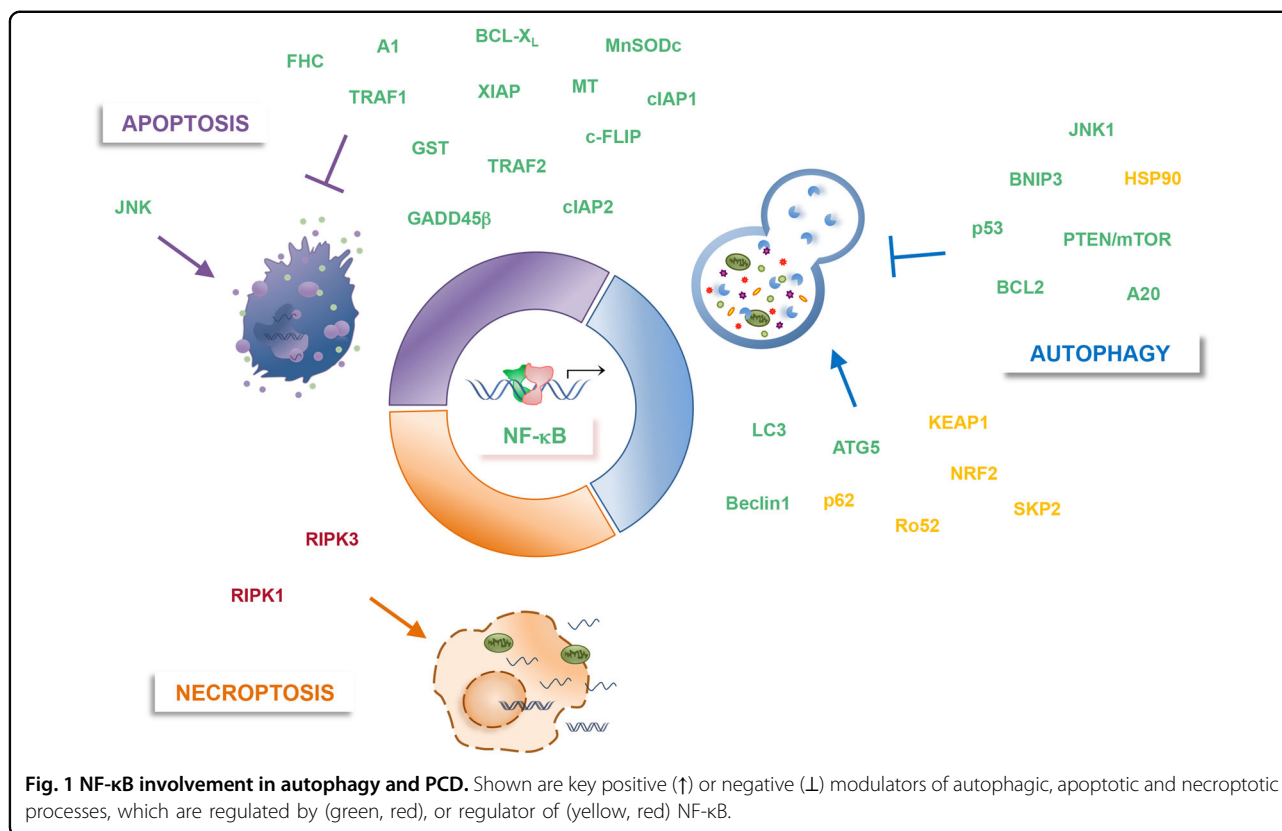 A1
BCL-XL
MnSODc
FHC
TRAF1
XIAP
MT
cIAP1
APOPTOSIS
c-FLIP
GST
TRAF2
JNK
GADD45β
cIAP2
JNK1
BNIP3
HSP90
p53
PTEN/mTOR
BCL2
A20
AUTOPHAGY
NF-κB
LC3
ATG5
KEAP1
NRF2
Beclin1
p62
Ro52
SKP2
RIPK3
RIPK1
NECROPTOSIS
Fig. 1 NF-κB involvement in autophagy and PCD. Shown are key positive (↑) or negative (⊥) modulators of autophagic, apoptotic and necroptotic
processes, which are regulated by (green, red), or regulator of (yellow, red) NF-κB.